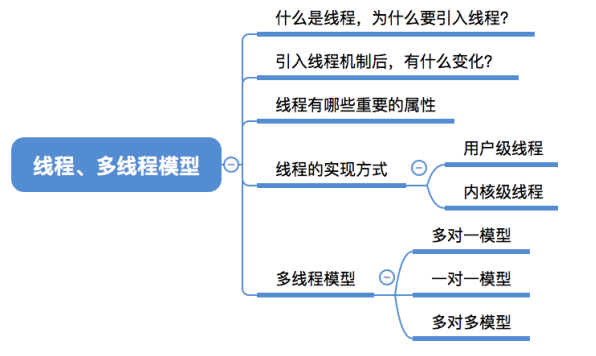 什么是线程，为什么要引入线程？
引入线程机制后，有什么变化？
线程有哪些重要的属性
线程、多线程模型
线程的实现方式
用户级线程
内核级线程
多线程模型
多对一模型
一对一模型
多对多模型